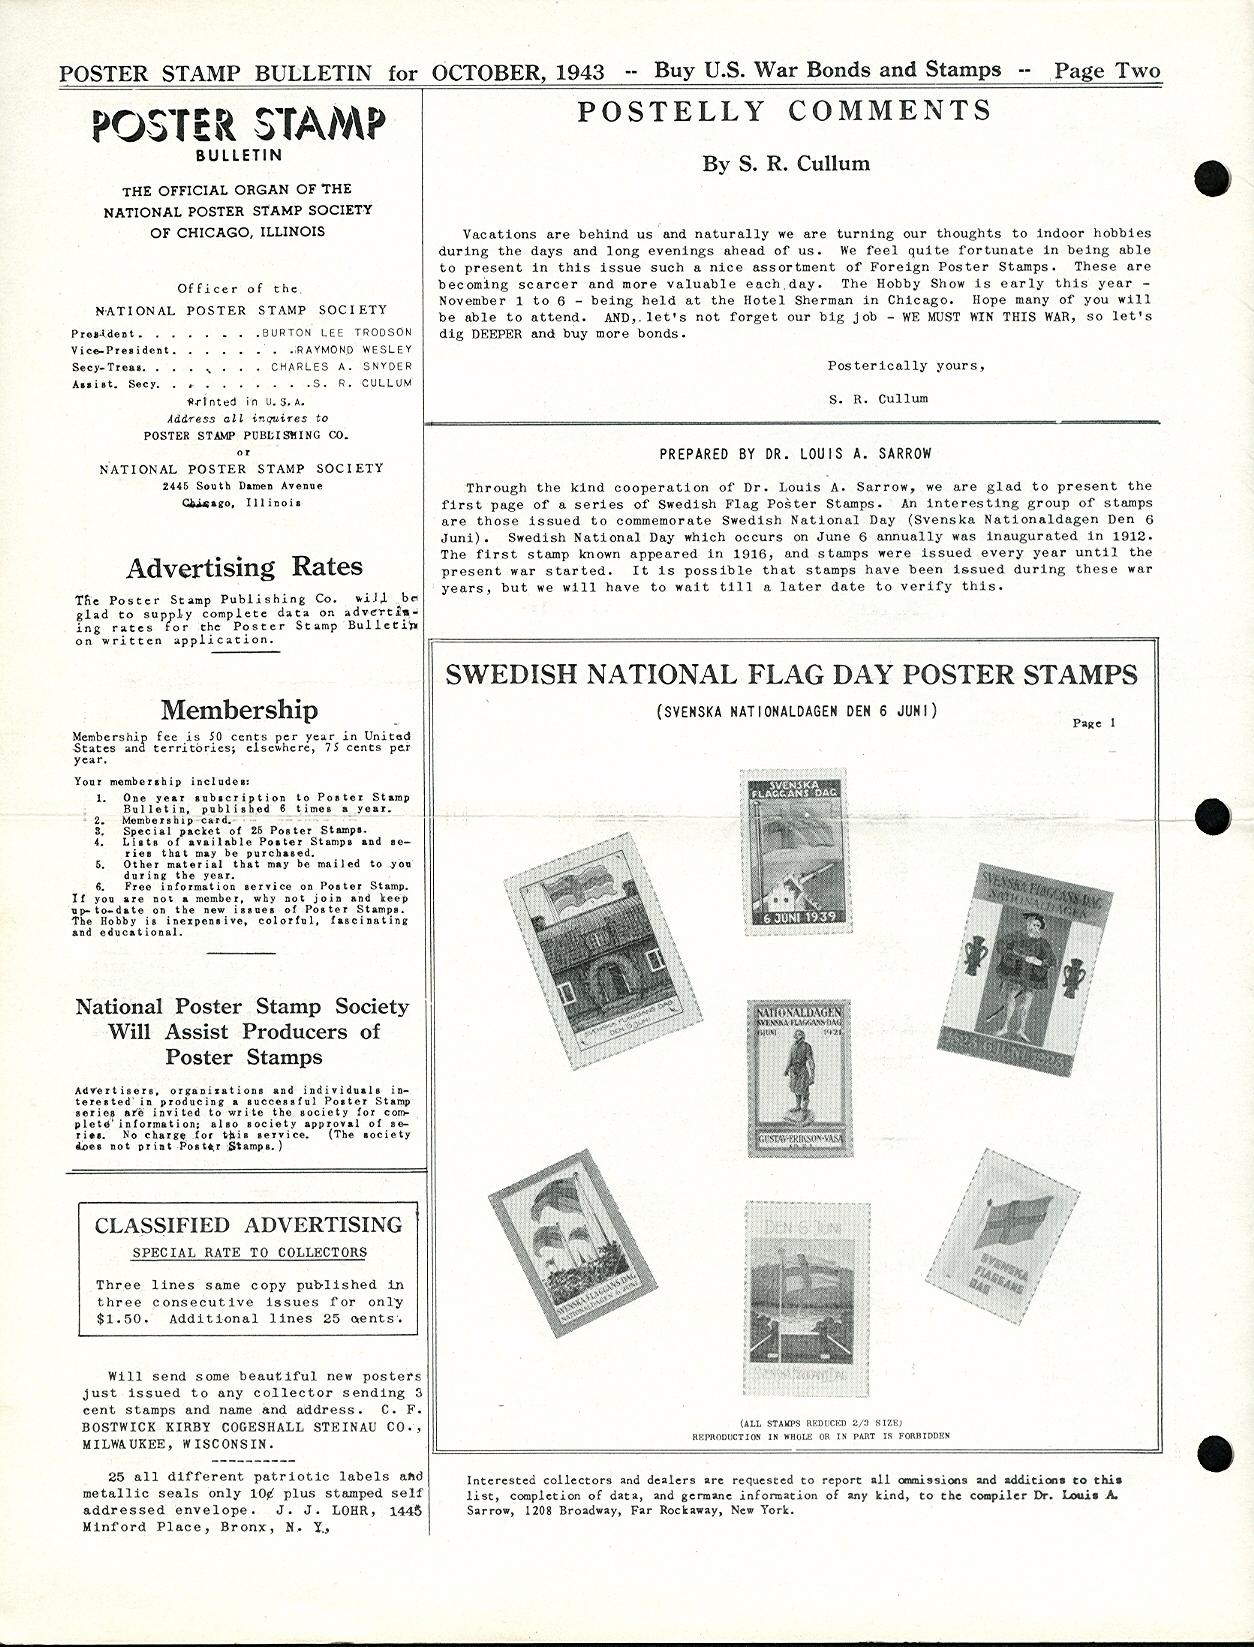 POSTER STAMP BULLETIN for OCTOBER, 1943 -- Buy U.S. War Bonds and Stamps -- Page Two
POSTER STAMP
BULLETIN
THE OFFICIAL ORGAN OF THE
NATIONAL POSTER STAMP SOCIETY
OF CHICAGO, ILLINOIS
Officer of the
NATIONAL POSTER STAMP SOCIETY
President. . . . . . . . .BURTON LEE TRODSON
Vice-President. . . . . . . . .RAYMOND WESLEY
Secy-Treas. . . . . . . . . CHARLES A. SNYDER
Assist. Secy. . . . . . . . . . .S. R. CULLUM
Printed in U.S.A.
Address all inquires to
POSTER STAMP PUBLISHING CO.
or
NATIONAL POSTER STAMP SOCIETY
2445 South Damen Avenue
Chicago, Illinois
Advertising Rates
The Poster Stamp Publishing Co. will be
glad to supply complete data on advertis-
ing rates for the Poster Stamp Bulletin
on written application.
Membership
Membership fee is 50 cents per year in United
States and territories; elsewhere, 75 cents per
year.
Your membership includes:
1. One year subscription to Poster Stamp
Bulletin, published 6 times a year.
2. Membership card.
3. Special packet of 25 Poster Stamps.
4. Lists of available Poster Stamps and se-
ries that may be purchased.
5. Other material that may be mailed to you
during the year.
6. Free information service on Poster Stamp.
If you are not a member, why not join and keep
up-to-date on the new issues of Poster Stamps.
The Hobby is inexpensive, colorful, fascinating
and educational.
National Poster Stamp Society
Will Assist Producers of
Poster Stamps
Advertisers, organizations and individuals in-
terested in producing a successful Poster Stamp
series are invited to write the society for com-
plete information; also society approval of se-
ries. No charge for this service. (The society
does not print Poster Stamps.)
CLASSIFIED ADVERTISING
SPECIAL RATE TO COLLECTORS
Three lines same copy published in
three consecutive issues for only
$1.50. Additional lines 25 cents.
Will send some beautiful new posters
just issued to any collector sending 3
cent stamps and name and address. C. F.
BOSTWICK KIRBY COGESHALL STEINAU CO.,
MILWAUKEE, WISCONSIN.
----------
25 all different patriotic labels and
metallic seals only 10¢ plus stamped self
addressed envelope. J. J. LOHR, 1445
Minford Place, Bronx, N. Y.,
POSTELLY COMMENTS
By S. R. Cullum
Vacations are behind us and naturally we are turning our thoughts to indoor hobbies
during the days and long evenings ahead of us. We feel quite fortunate in being able
to present in this issue such a nice assortment of Foreign Poster Stamps. These are
becoming scarcer and more valuable each day. The Hobby Show is early this year -
November 1 to 6 - being held at the Hotel Sherman in Chicago. Hope many of you will
be able to attend. AND, let's not forget our big job - WE MUST WIN THIS WAR, so let's
dig DEEPER and buy more bonds.
Posterically yours,
S. R. Cullum
PREPARED BY DR. LOUIS A. SARROW
Through the kind cooperation of Dr. Louis A. Sarrow, we are glad to present the
first page of a series of Swedish Flag Poster Stamps. An interesting group of stamps
are those issued to commemorate Swedish National Day (Svenska Nationaldagen Den 6
Juni). Swedish National Day which occurs on June 6 annually was inaugurated in 1912.
The first stamp known appeared in 1916, and stamps were issued every year until the
present war started. It is possible that stamps have been issued during these war
years, but we will have to wait till a later date to verify this.
SWEDISH NATIONAL FLAG DAY POSTER STAMPS
(SVENSKA NATIONALDAGEN DEN 6 JUNI)
Page 1
SVENSKA
FLAGGANS DAG
6 JUNI 1939
SVENSKA FLAGGANS DAG
DEN 6 JUNI
SVENSKA FLAGGANS DAG
NATIONALDAGEN
1523 6 JUNI 1923
NATIONALDAGEN
SVENSKA FLAGGANS DAG
6 JUNI 1921
GUSTAV ERIKSON VASA
SVENSKA FLAGGANS DAG
NATIONALDAGEN 6 JUNI
DEN 6 JUNI
SVENSKA FLAGGANS DAG
SVENSKA
FLAGGANS
DAG
(ALL STAMPS REDUCED 2/3 SIZE)
REPRODUCTION IN WHOLE OR IN PART IS FORBIDDEN
Interested collectors and dealers are requested to report all ommissions and additions to this
list, completion of data, and germane information of any kind, to the compiler Dr. Louis A.
Sarrow, 1208 Broadway, Far Rockaway, New York.